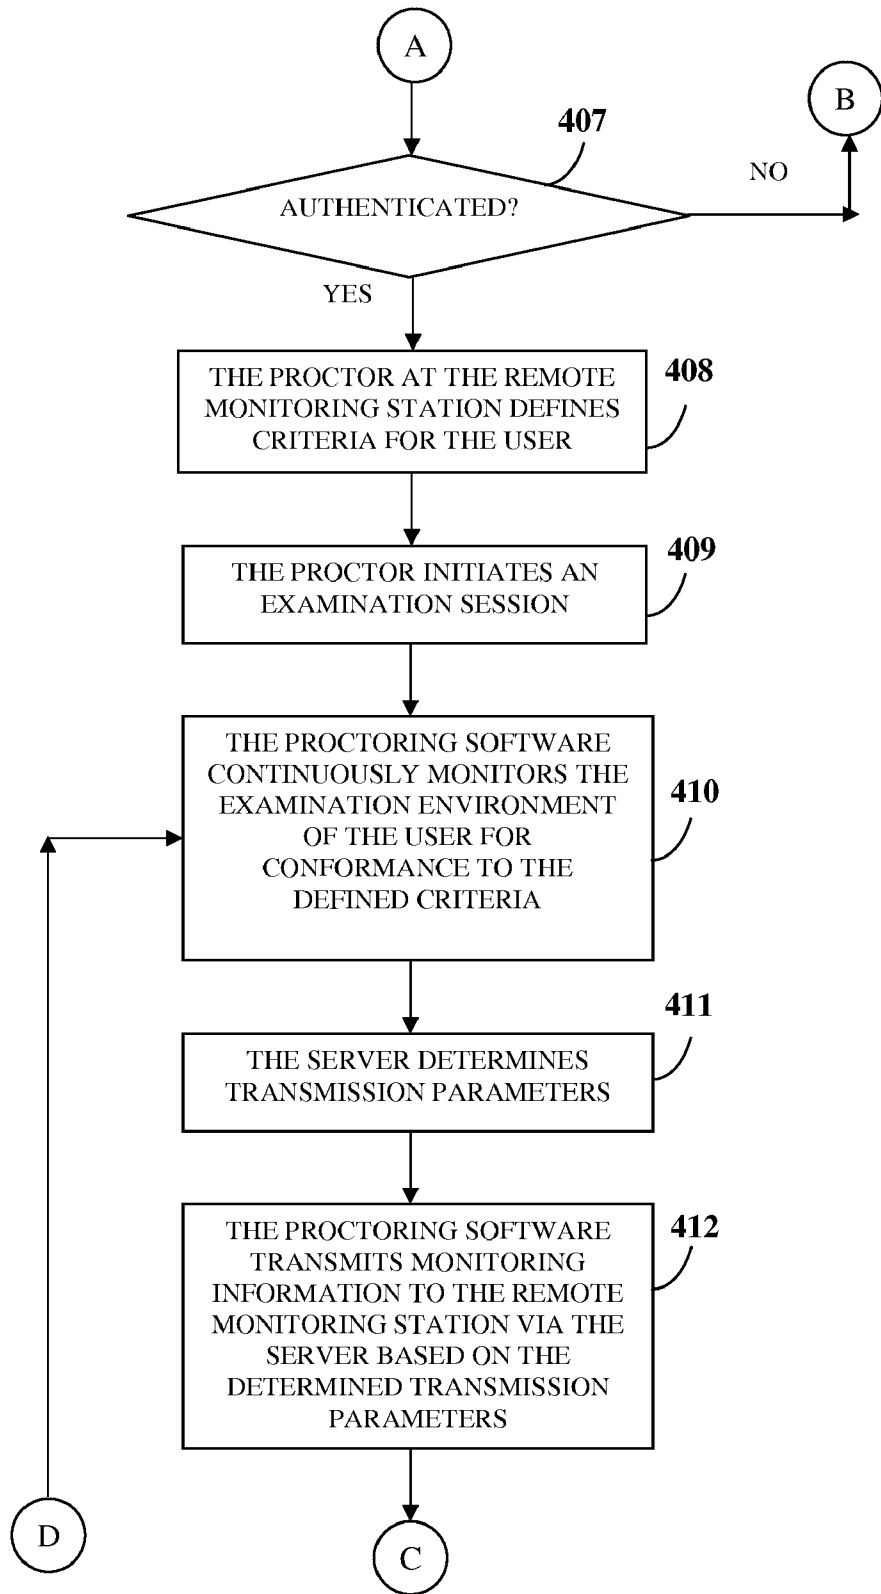 A
B
407
NO
AUTHENTICATED?
YES
THE PROCTOR AT THE REMOTE
MONITORING STATION DEFINES
CRITERIA FOR THE USER
408
THE PROCTOR INITIATES AN
EXAMINATION SESSION
409
THE PROCTORING SOFTWARE
CONTINUOUSLY MONITORS THE
EXAMINATION ENVIRONMENT
OF THE USER FOR
CONFORMANCE TO THE
DEFINED CRITERIA
410
THE SERVER DETERMINES
TRANSMISSION PARAMETERS
411
THE PROCTORING SOFTWARE
TRANSMITS MONITORING
INFORMATION TO THE REMOTE
MONITORING STATION VIA THE
SERVER BASED ON THE
DETERMINED TRANSMISSION
PARAMETERS
412
D
C